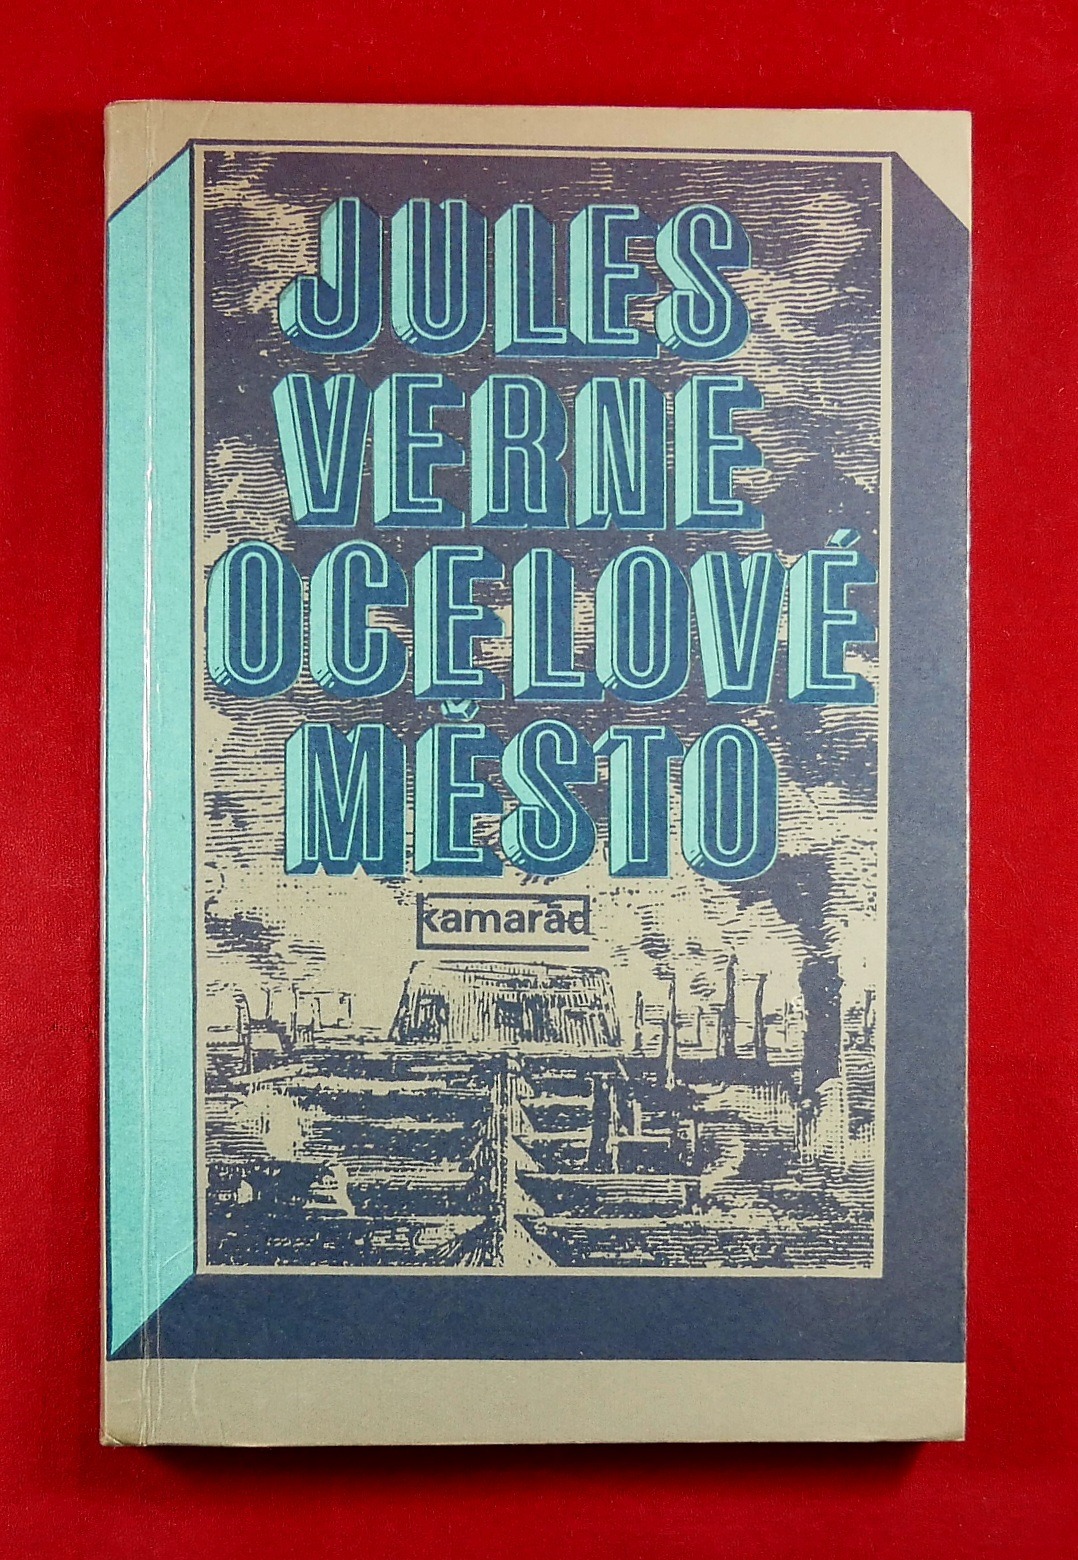 JULES
VERNE
OCELOVÉ
MĚSTO
kamarád